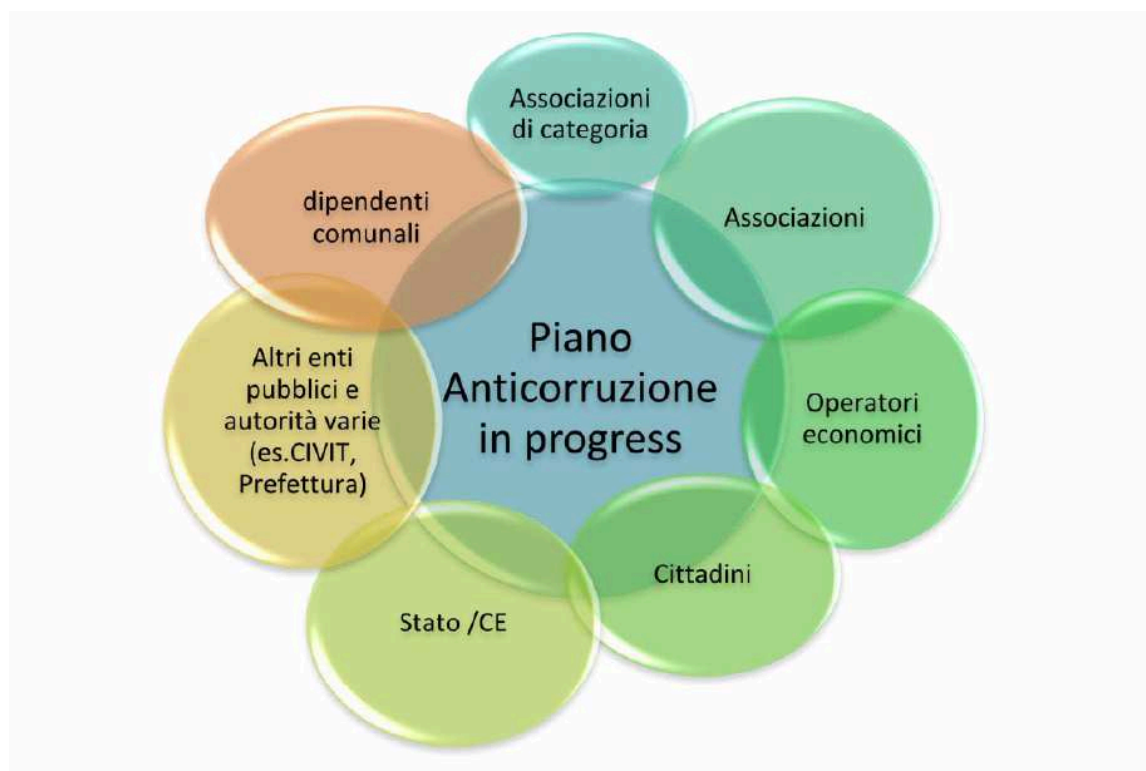 Associazioni
di categoria
Associazioni
Operatori
economici
Cittadini
Stato /CE
Altri enti
pubblici e
autorità varie
(es.CIVIT,
Prefettura)
dipendenti
comunali
Piano
Anticorruzione
in progress